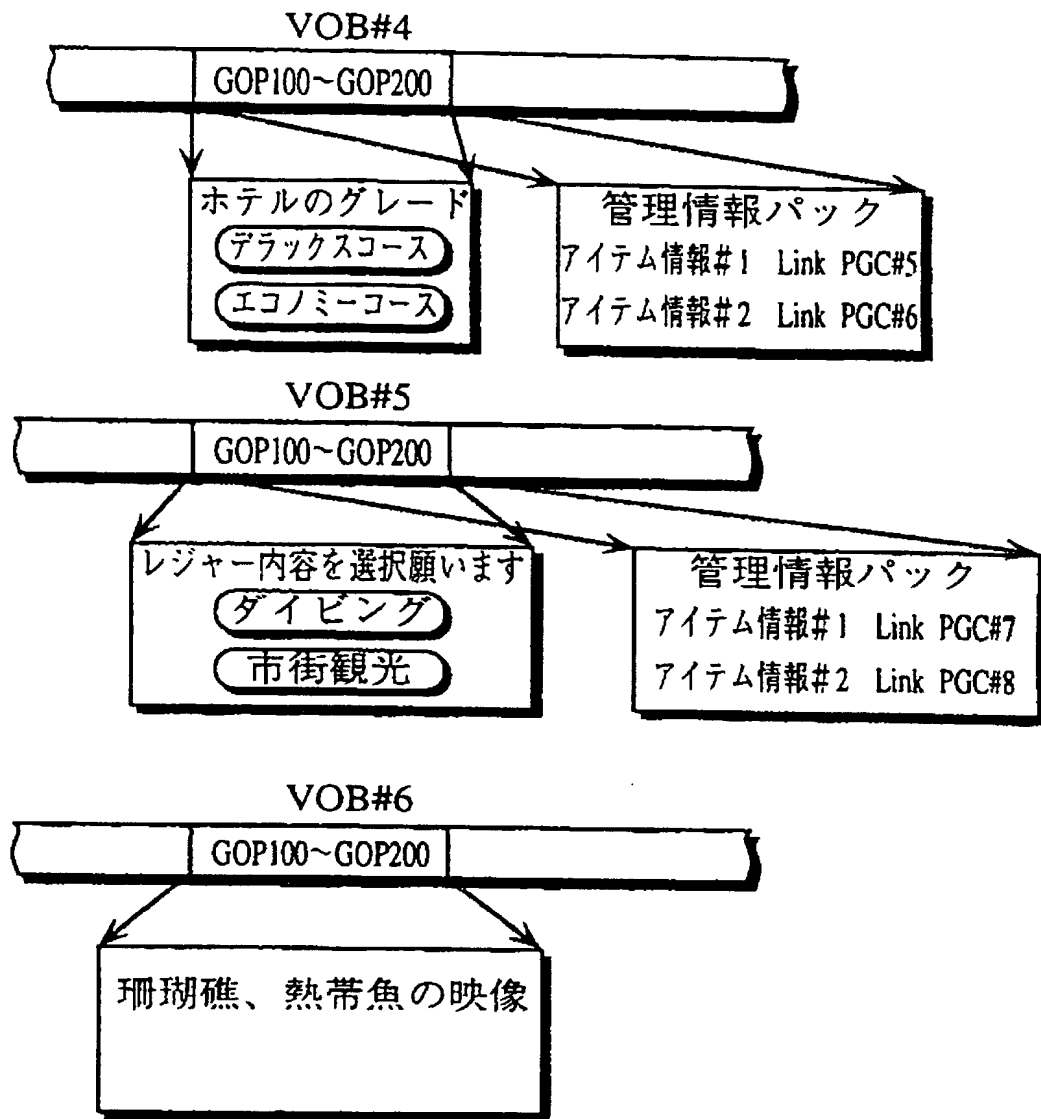 VOB#4
GOP100~GOP200
ホテルのグレード
デラックスコース
エコノミーコース
管理情報パック
アイテム情報#1 Link PGC#5
アイテム情報#2 Link PGC#6
VOB#5
GOP100~GOP200
レジャー内容を選択願います
ダイビング
市街観光
管理情報パック
アイテム情報#1 Link PGC#7
アイテム情報#2 Link PGC#8
VOB#6
GOP100~GOP200
珊瑚礁、熱帯魚の映像